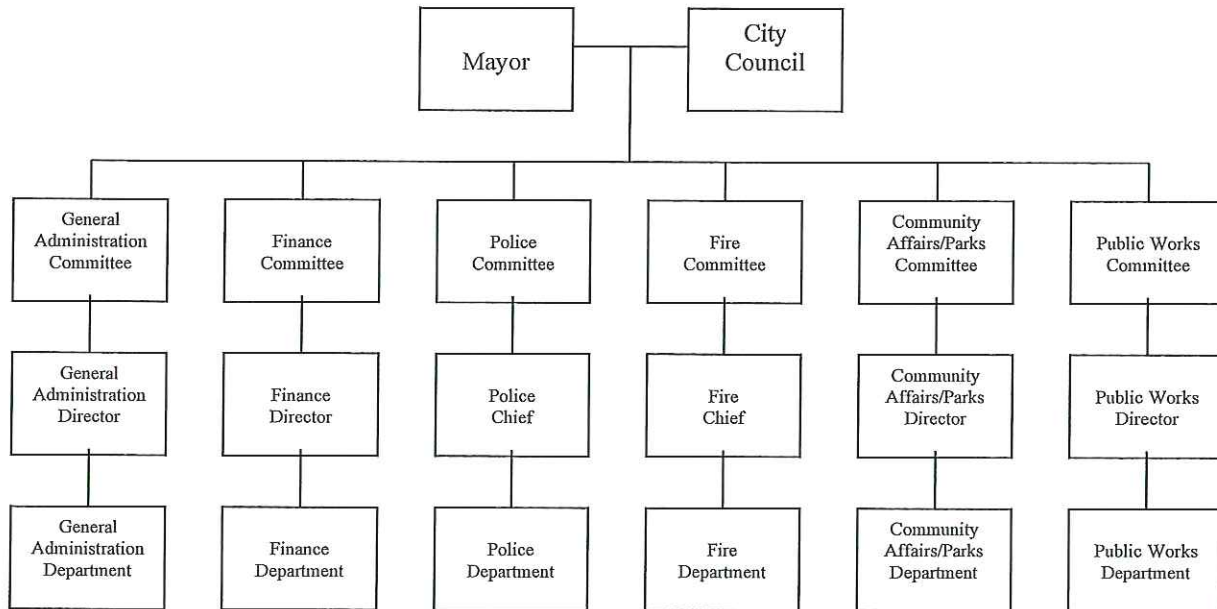 Mayor
City
Council
General
Administration
Committee
Finance
Committee
Police
Committee
Fire
Committee
Community
Affairs/Parks
Committee
Public Works
Committee
General
Administration
Director
Finance
Director
Police
Chief
Fire
Chief
Community
Affairs/Parks
Director
Public Works
Director
General
Administration
Department
Finance
Department
Police
Department
Fire
Department
Community
Affairs/Parks
Department
Public Works
Department